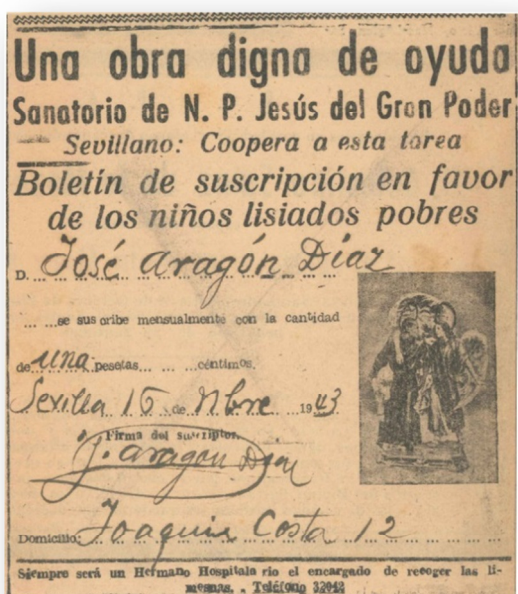 Una obra digna de ayuda
Sanatorio de N. P. Jesús del Gran Poder
Sevillano: Coopera a esta tarea
Boletín de suscripción en favor
de los niños lisiados pobres
D. José Aragón Díaz
se suscribe mensualmente con la cantidad
de una pesetas céntimos.
Sevilla 15 de Nbre 1943
Firma del suscriptor,
J. Aragón Díaz
Domicilio: Joaquin Costa 12
Siempre será un Hermano Hospitalario el encargado de recoger las li-
mosnas. - Teléfono 32042